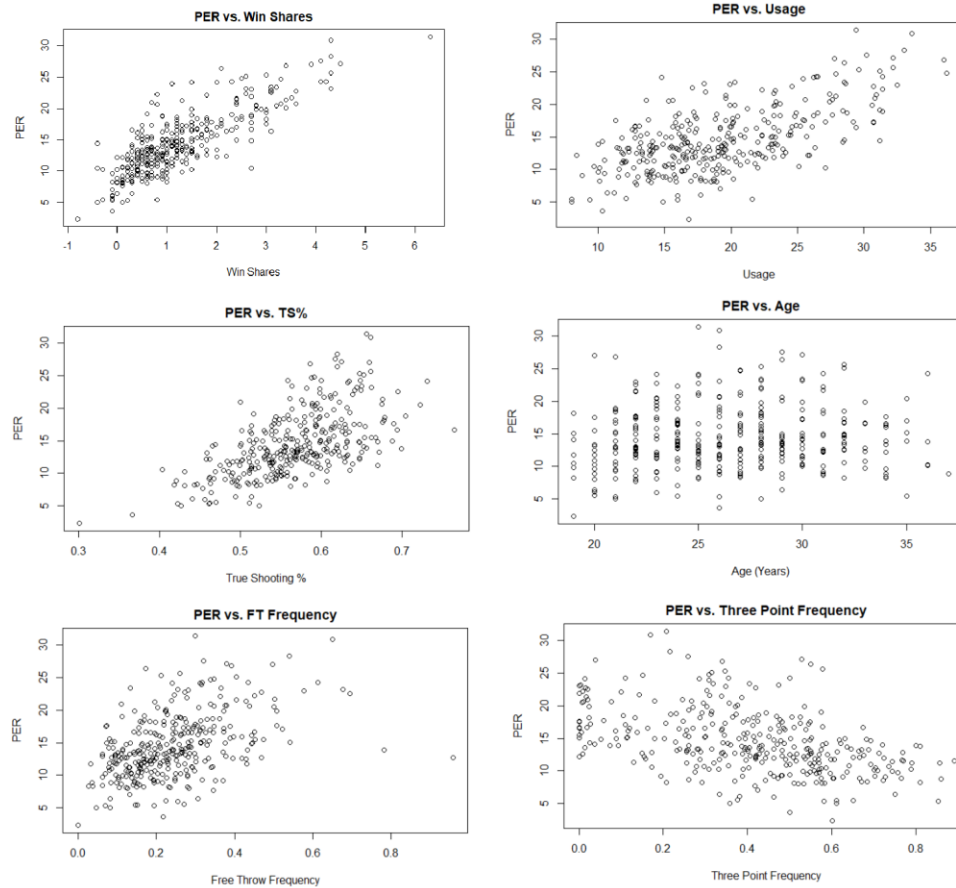 PER vs. Win Shares
PER
30
25
20
15
10
5
-1 0 1 2 3 4 5 6
Win Shares
PER vs. Usage
PER
30
25
20
15
10
5
10 15 20 25 30 35
Usage
PER vs. TS%
PER
30
25
20
15
10
5
0.3 0.4 0.5 0.6 0.7
True Shooting %
PER vs. Age
PER
30
25
20
15
10
5
20 25 30 35
Age (Years)
PER vs. FT Frequency
PER
30
25
20
15
10
5
0.0 0.2 0.4 0.6 0.8
Free Throw Frequency
PER vs. Three Point Frequency
PER
30
25
20
15
10
5
0.0 0.2 0.4 0.6 0.8
Three Point Frequency